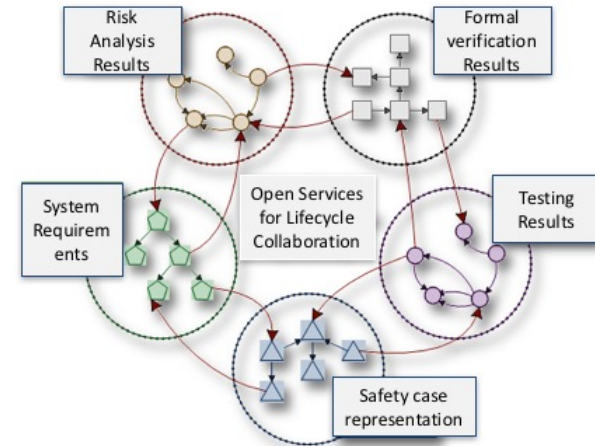 Risk
Analysis
Results
Formal
verification
Results
System
Requirem
ents
Open Services
for Lifecycle
Collaboration
Testing
Results
Safety case
representation